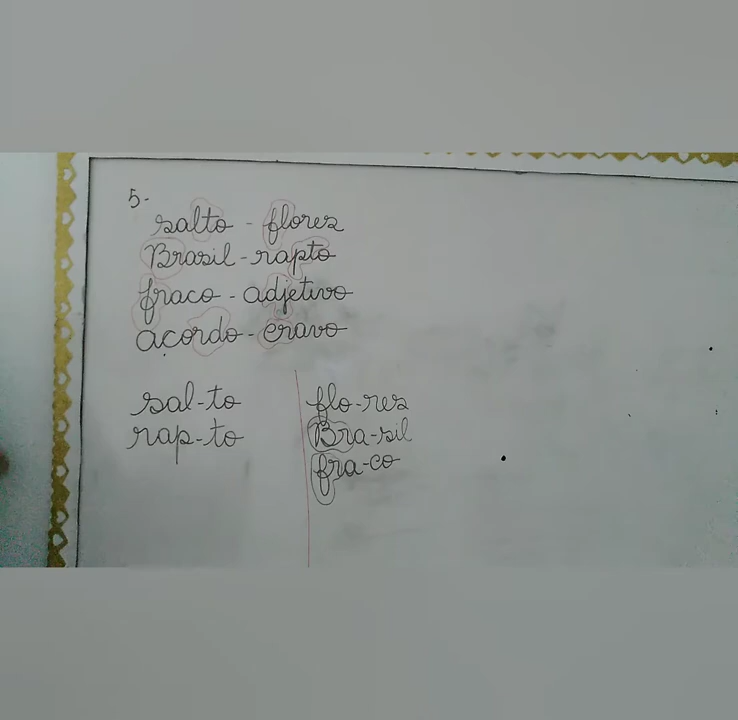 5-
salto - flores
Brasil - rapto
fraco - adjetivo
acordo - cravo
sal-to
rap-to
flo-res
Bra-sil
fra-co